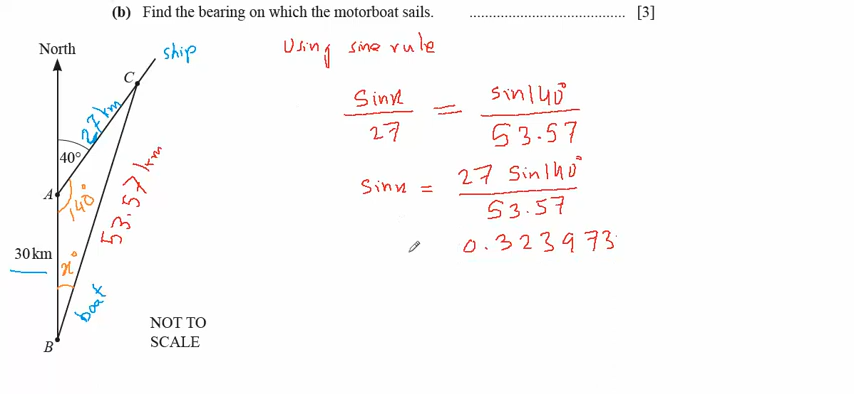 (b) Find the bearing on which the motorboat sails. ........................................ [3]
North
ship
Using sine rule
C
27 km
sinx/27 = sin140°/53.57
40°
A
140°
53.57 km
sinx = 27 sin140°/53.57
30 km
x°
0.323973
boat
NOT TO
SCALE
B